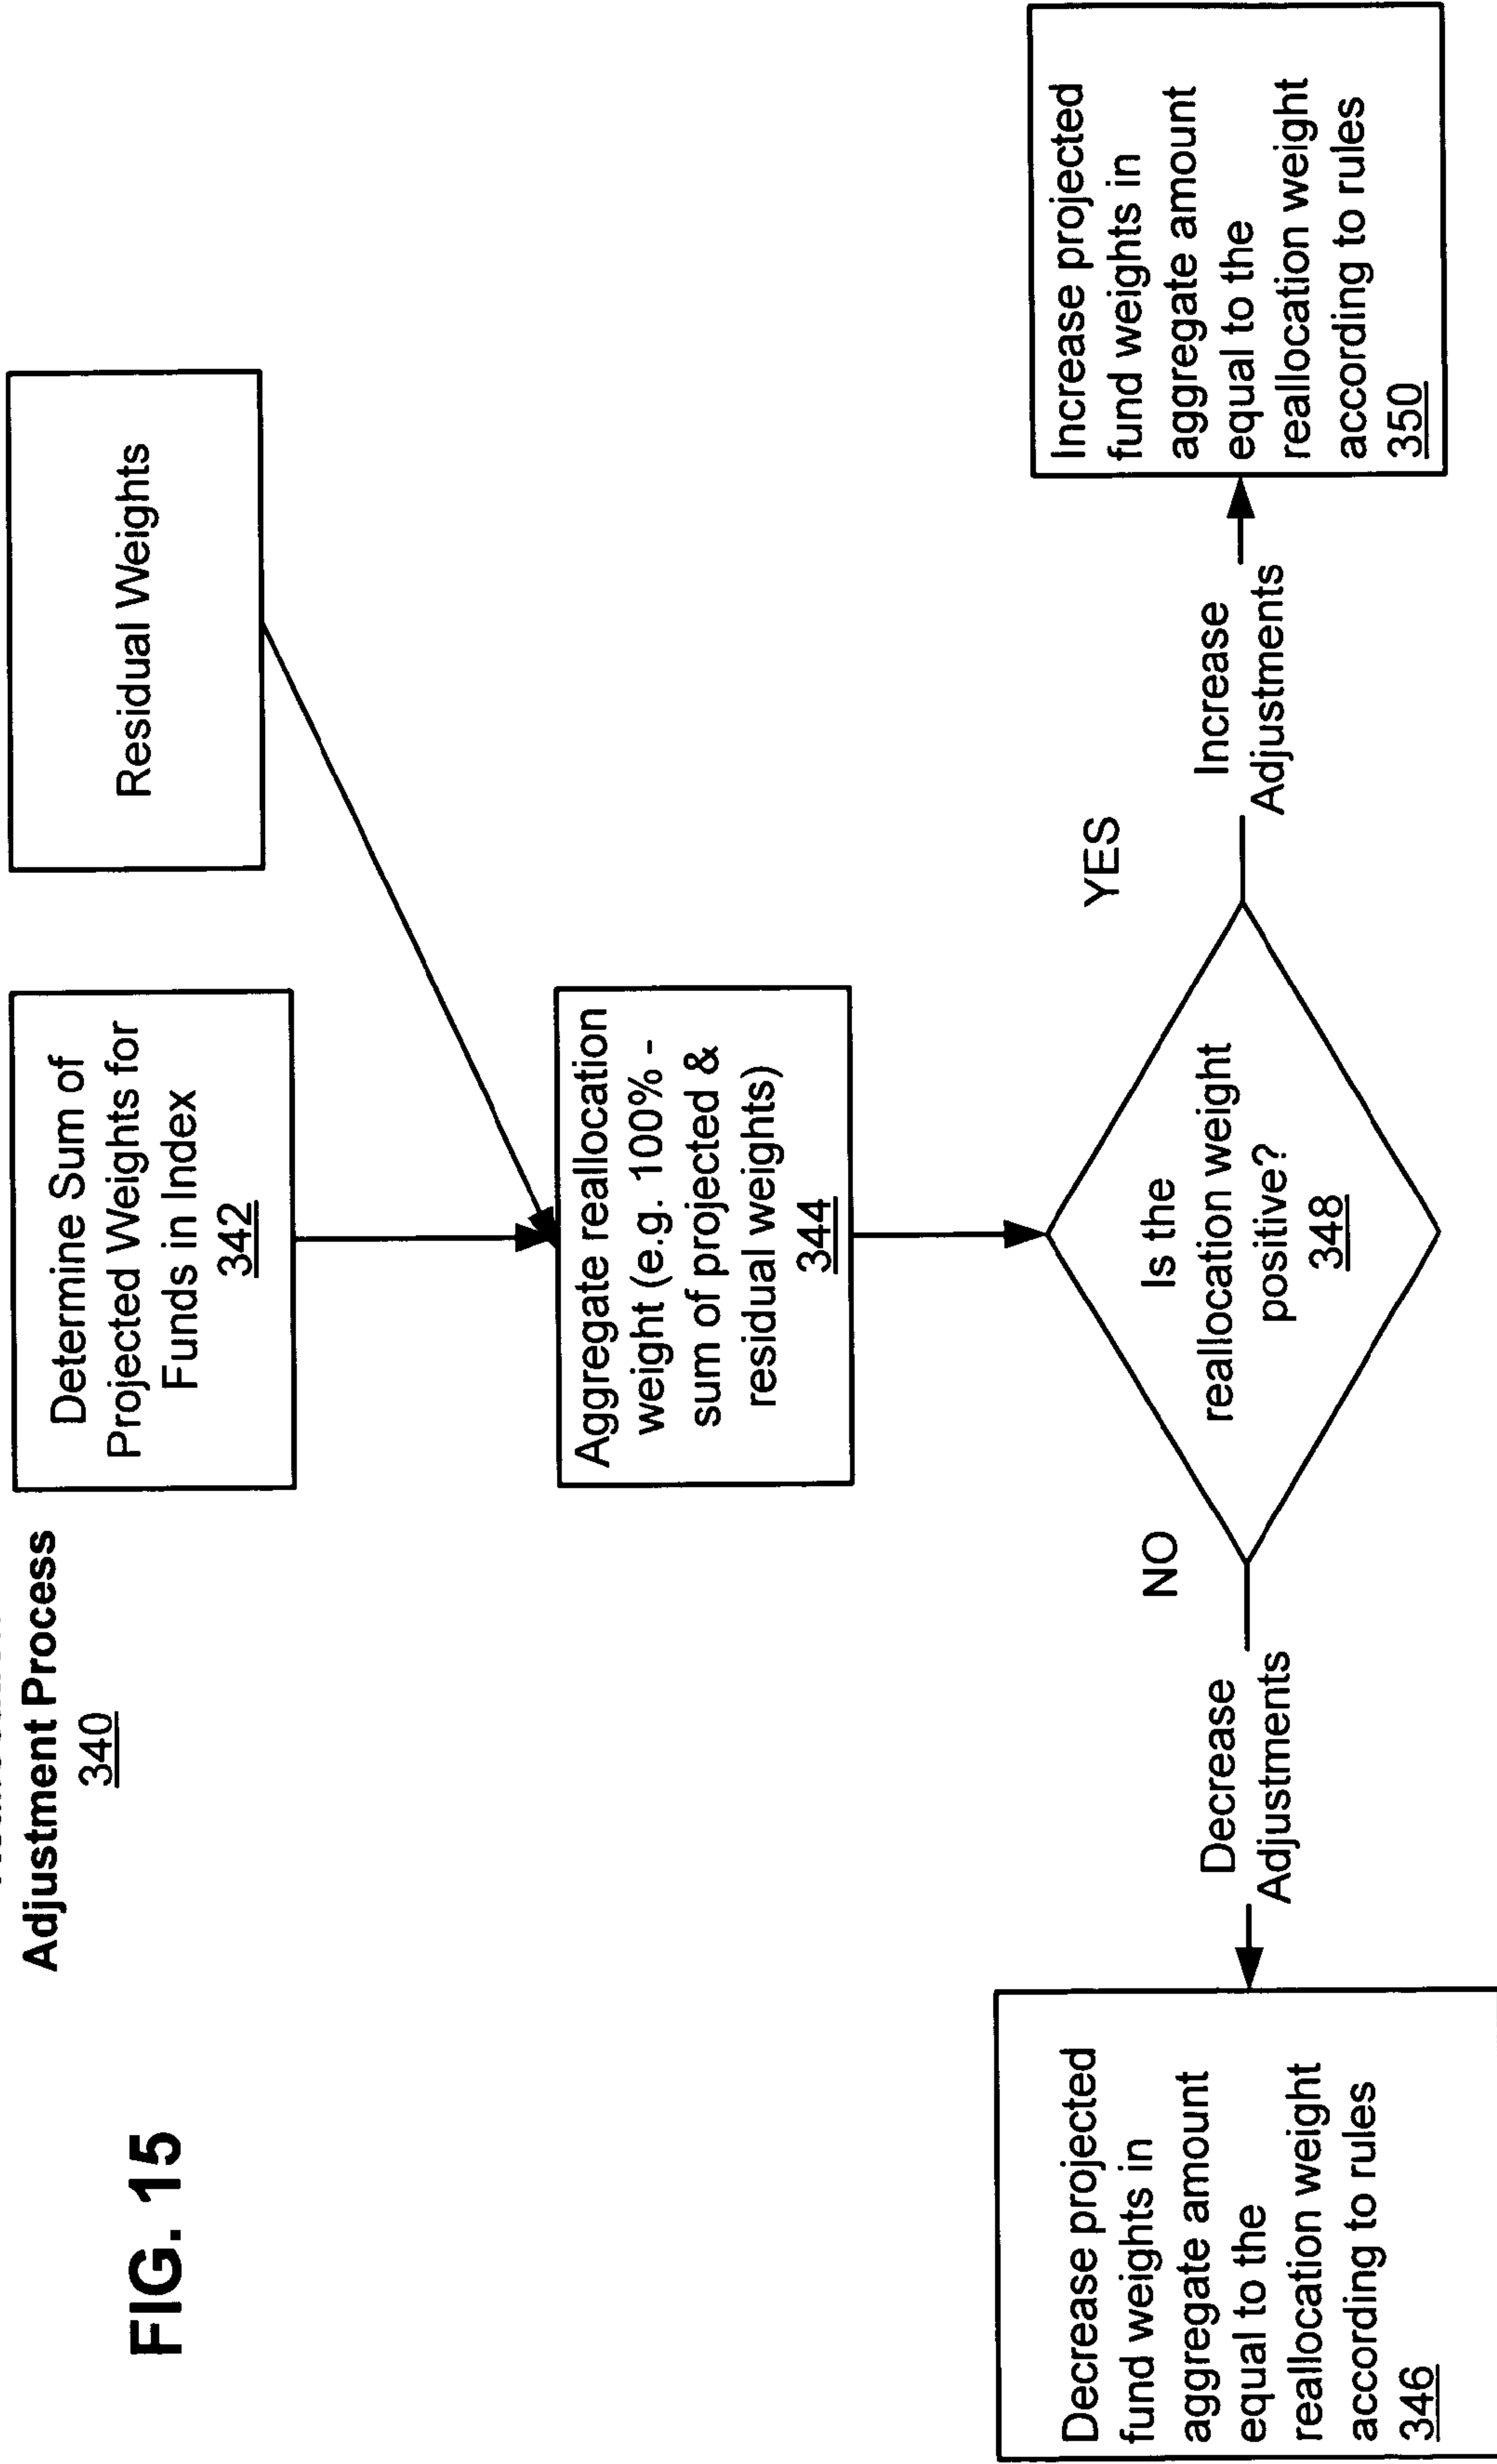 FIG. 15
Adjustment Process
340
Determine Sum of
Projected Weights for
Funds in Index
342
Residual Weights
Aggregate reallocation
weight (e.g. 100% -
sum of projected &
residual weights)
344
Is the
reallocation weight
positive?
348
NO
YES
Decrease
Adjustments
Increase
Adjustments
Decrease projected
fund weights in
aggregate amount
equal to the
reallocation weight
according to rules
346
Increase projected
fund weights in
aggregate amount
equal to the
reallocation weight
according to rules
350